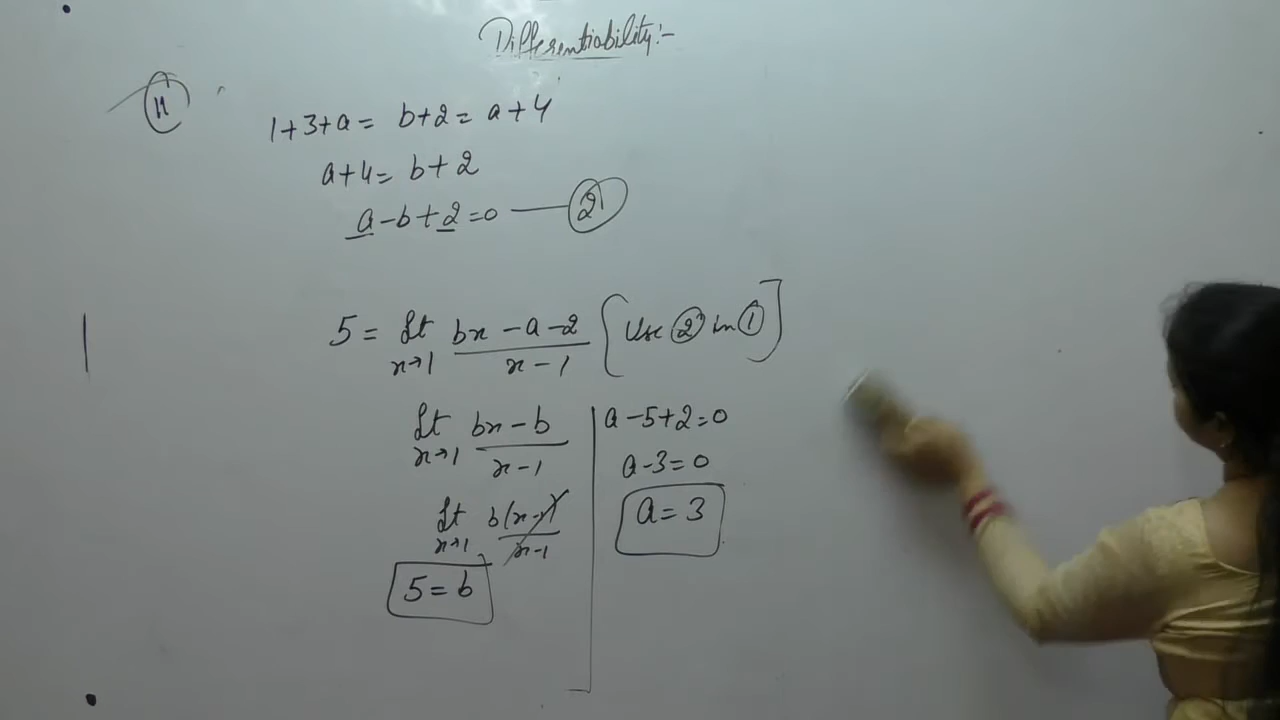 Differentiability:-
11
1+3+a = b+2 = a+4
a+4 = b+2
a-b+2=0 — 2
5 = Lt x→1 bx-a-2/x-1 [Use 2 in 1]
Lt x→1 bx-b/x-1
Lt x→1 b(x-1)/x-1
5=b
a-5+2=0
a-3=0
a=3